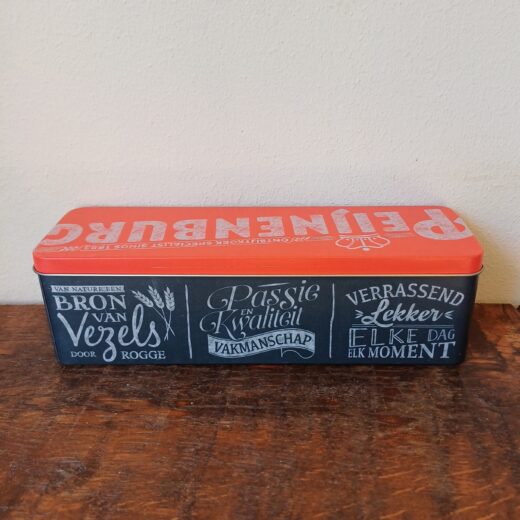 PEIJNENBURG
ONTBIJTKOEK SPECIALIST SINDS 1883
VAN NATURE EEN
BRON
VAN
Vezels
DOOR ROGGE
Passie
EN
Kwaliteit
VAKMANSCHAP
VERRASSEND
Lekker
ELKE DAG
ELK MOMENT